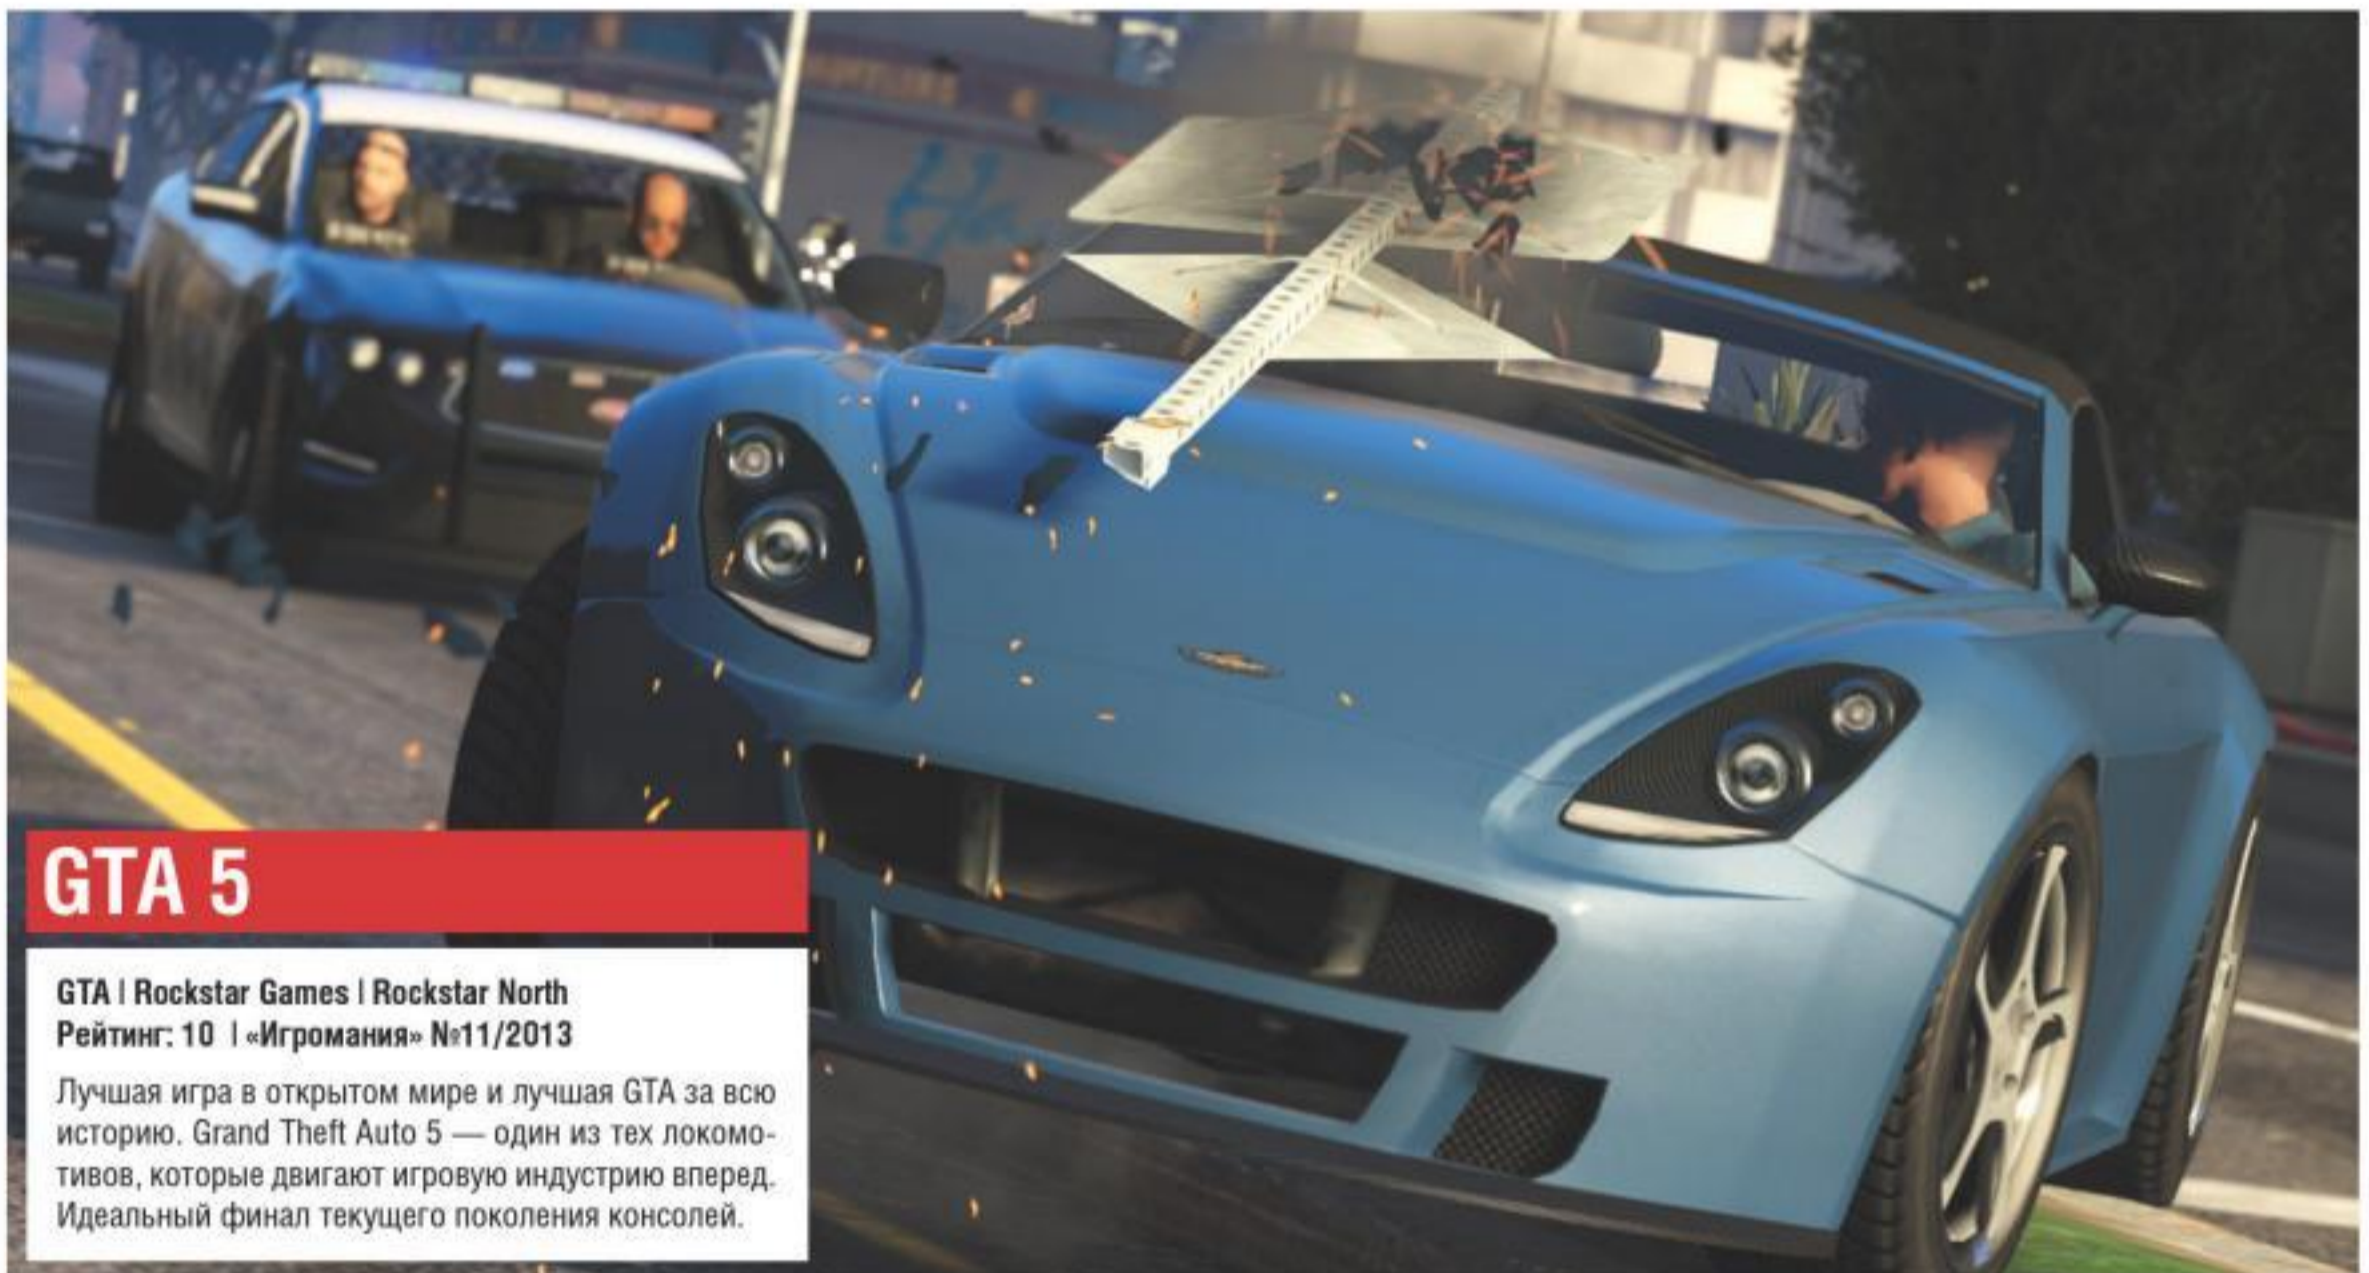 GTA 5
GTA | Rockstar Games | Rockstar North
Рейтинг: 10 | «Игромания» №11/2013
Лучшая игра в открытом мире и лучшая GTA за всю
историю. Grand Theft Auto 5 — один из тех локомо-
тивов, которые двигают игровую индустрию вперед.
Идеальный финал текущего поколения консолей.